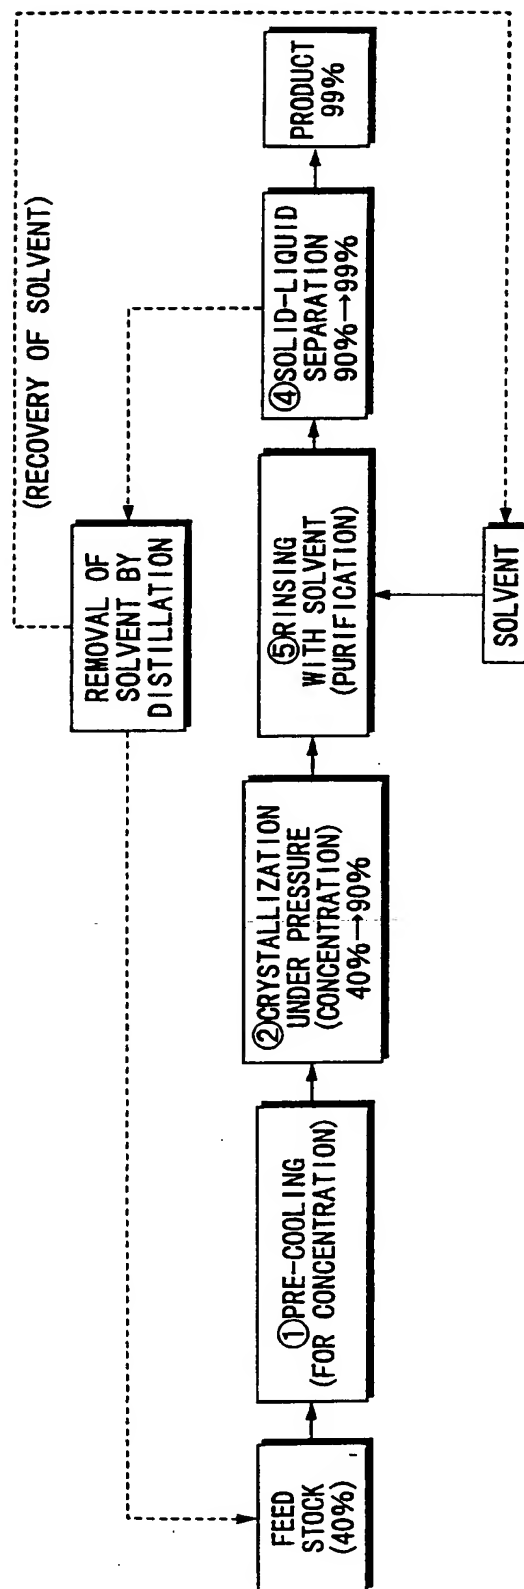 FEED
STOCK
(40%)
①PRE-COOLING
(FOR CONCENTRATION)
②CRYSTALLIZATION
UNDER PRESSURE
(CONCENTRATION)
40%→90%
⑤RINSING
WITH SOLVENT
(PURIFICATION)
④SOLID-LIQUID
SEPARATION
90%→99%
PRODUCT
99%
REMOVAL OF
SOLVENT BY
DISTILLATION
(RECOVERY OF SOLVENT)
SOLVENT